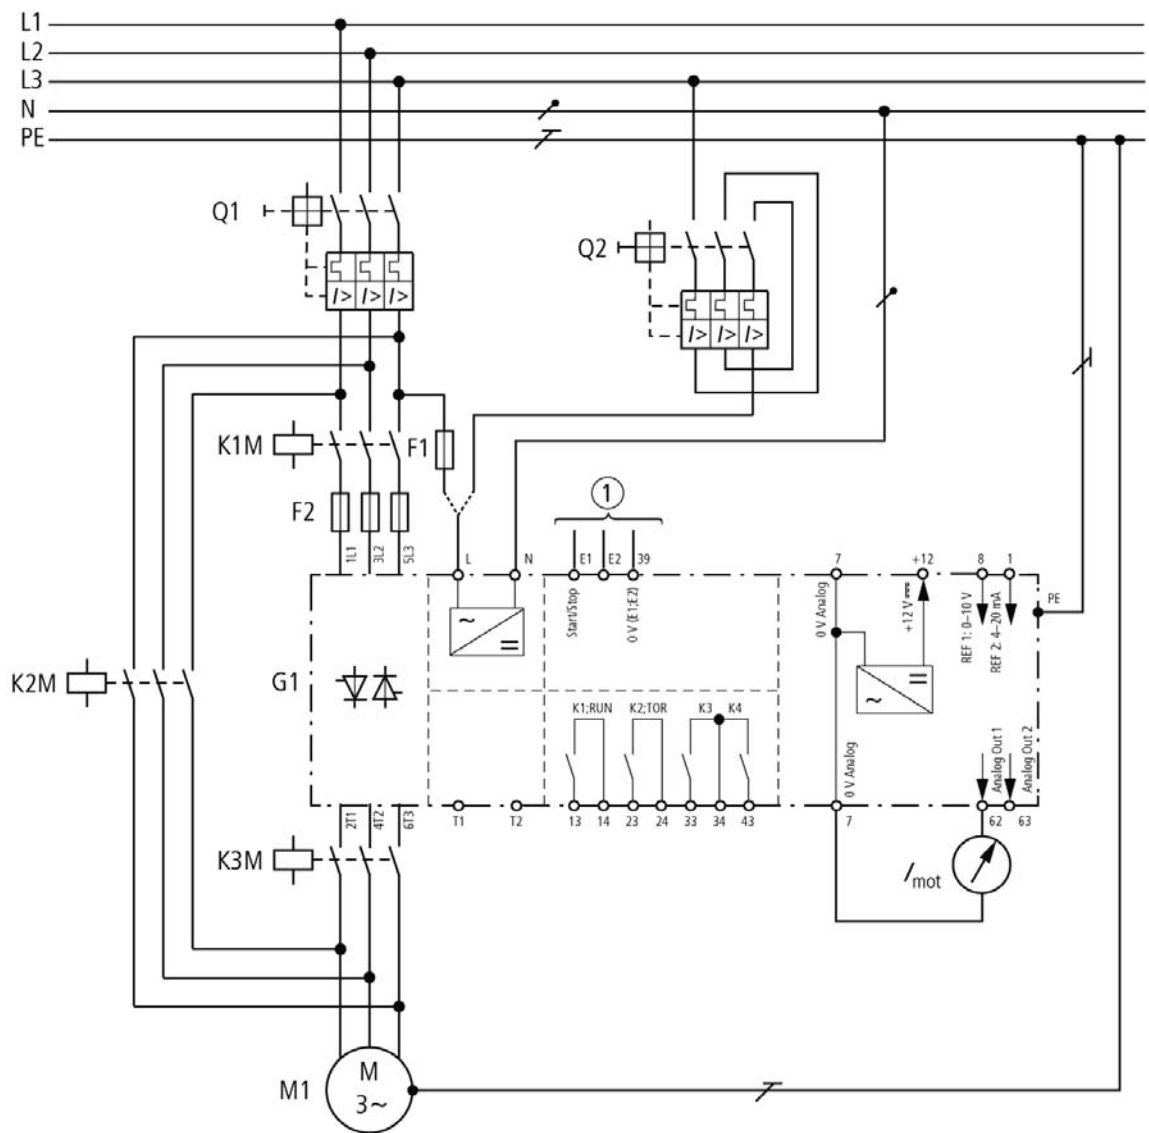 L1
L2
L3
N
PE
Q1
Q2
I> I> I>
I> I> I>
K1M
F1
F2
1
1L1
3L2
5L3
L
N
E1
E2
39
7
+12
8
1
Start/Stop
0 V (E1;E2)
0 V Analog
+12 V
REF 1: 0–10 V
REF 2: 4–20 mA
PE
~
=
K2M
G1
=
~
K1;RUN
K2;TOR
K3
K4
0 V Analog
Analog Out 1
Analog Out 2
2T1
4T2
6T3
T1
T2
13
14
23
24
33
34
43
7
62
63
K3M
Imot
M1
M
3~